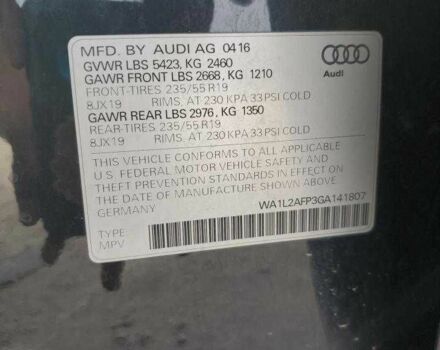 MFD. BY AUDI AG 04 16
GVWR LBS 5423, KG 2460
GAWR FRONT LBS 2668, KG 1210
FRONT-TIRES 235/55 R19
8JX19 RIMS, AT 230 KPA 33 PSI COLD
GAWR REAR LBS 2976, KG 1350
REAR-TIRES 235/55 R19
8JX19 RIMS, AT 230 KPA 33 PSI COLD
THIS VEHICLE CONFORMS TO ALL APPLICABLE
U.S. FEDERAL MOTOR VEHICLE SAFETY AND
THEFT PREVENTION STANDARDS IN EFFECT ON
THE DATE OF MANUFACTURE SHOWN ABOVE
GERMANY
WA1L2AFP3GA141807
TYPE
MPV
Audi